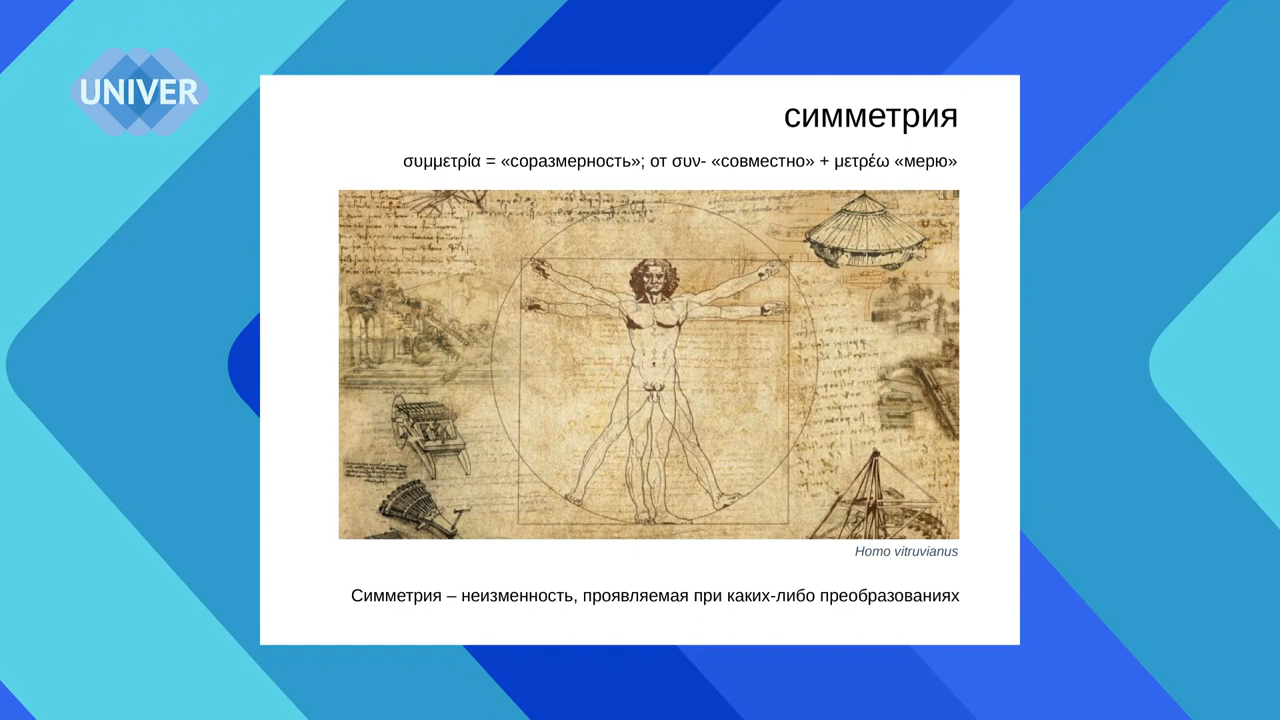 UNIVER
симметрия
συμμετρία = «соразмерность»; от συν- «совместно» + μετρέω «мерю»
Homo vitruvianus
Симметрия – неизменность, проявляемая при каких-либо преобразованиях